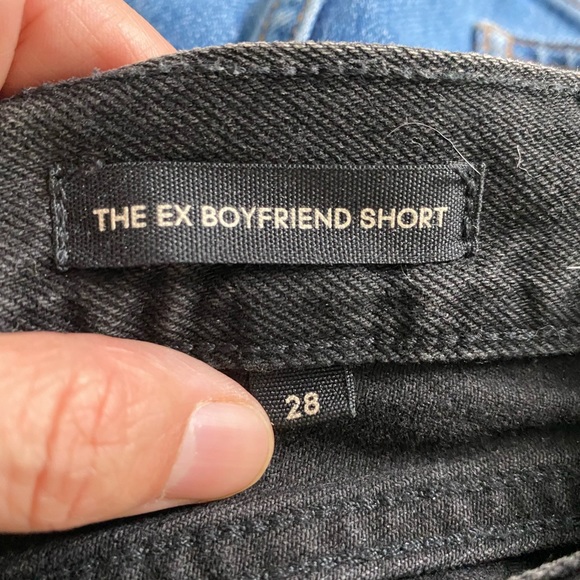 THE EX BOYFRIEND SHORT
28